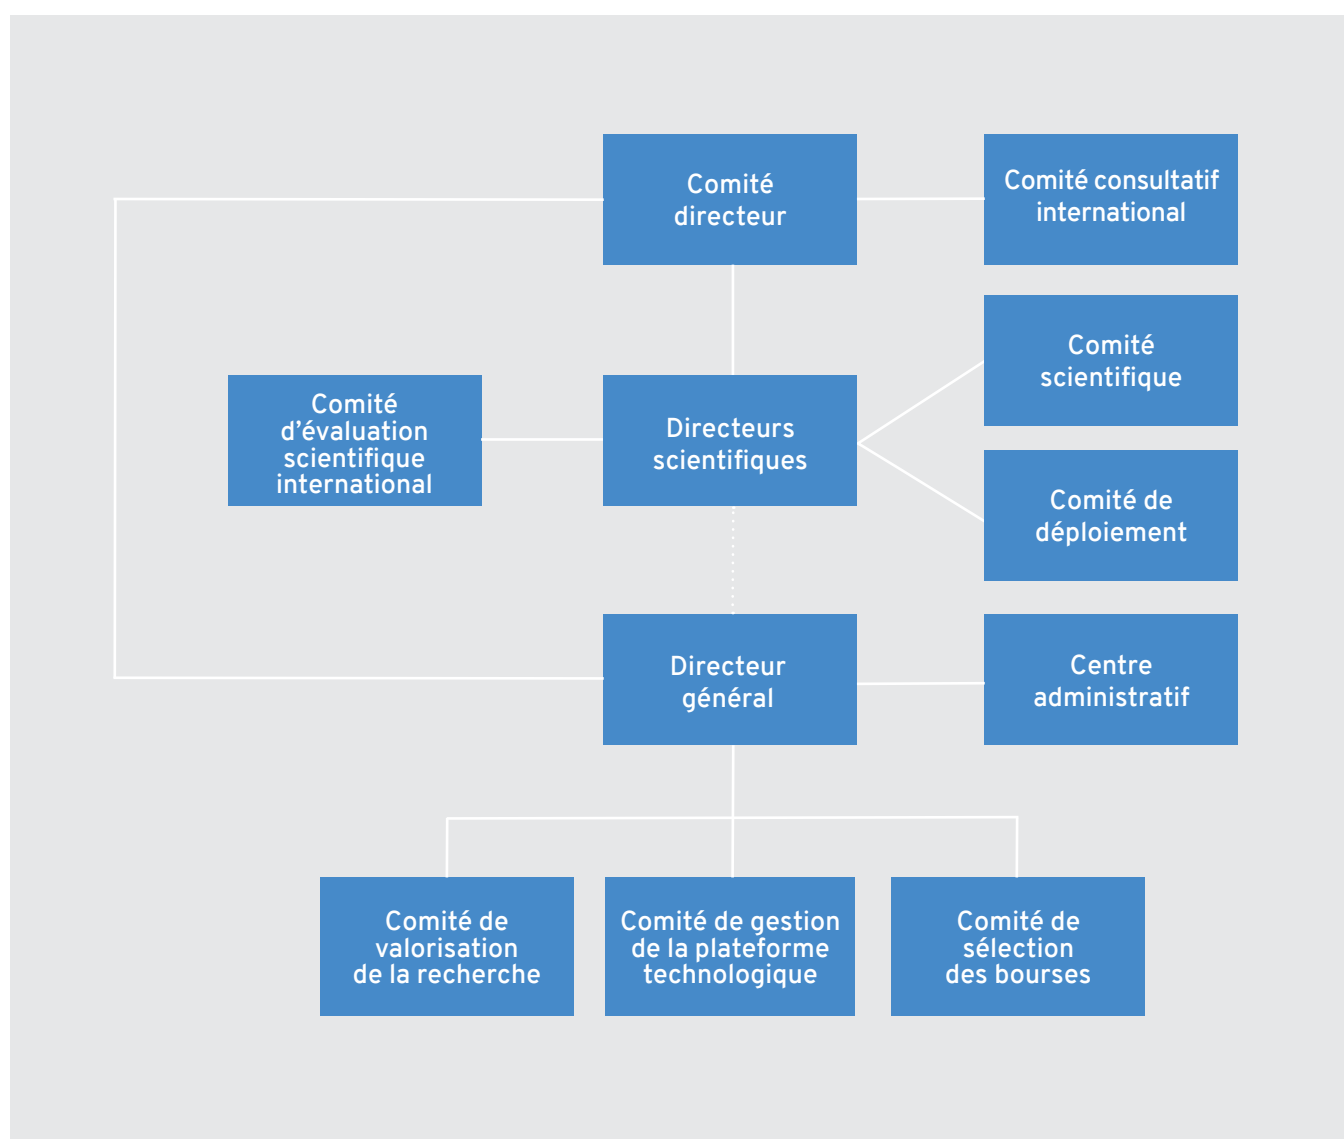 Comité
directeur
Comité consultatif
international
Comité
scientifique
Comité
d’évaluation
scientifique
international
Directeurs
scientifiques
Comité de
déploiement
Directeur
général
Centre
administratif
Comité de
valorisation
de la recherche
Comité de gestion
de la plateforme
technologique
Comité de
sélection
des bourses